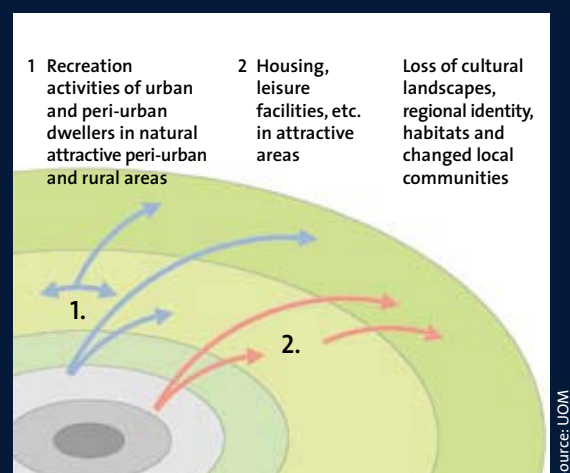 1 Recreation
activities of urban
and peri-urban
dwellers in natural
attractive peri-urban
and rural areas
2 Housing,
leisure
facilities, etc.
in attractive
areas
Loss of cultural
landscapes,
regional identity,
habitats and
changed local
communities
1.
2.
UOM